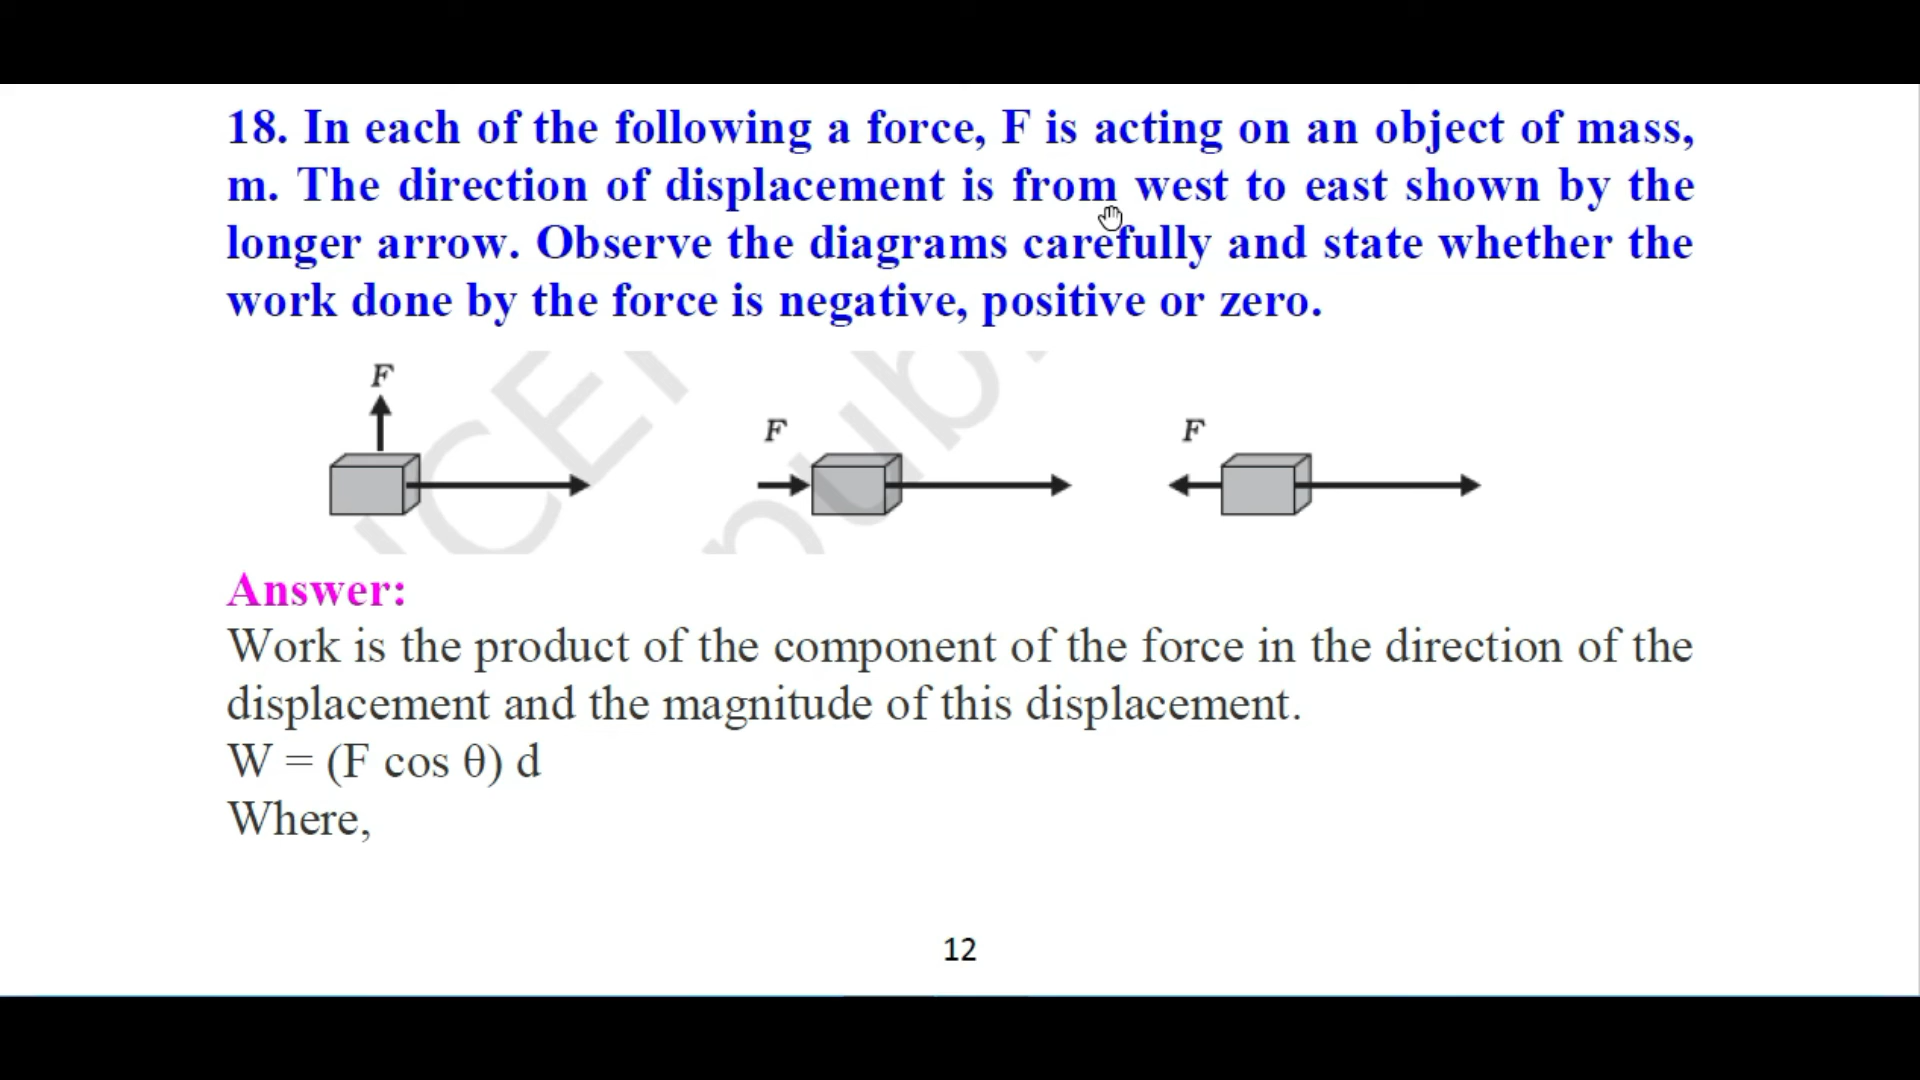 18. In each of the following a force, F is acting on an object of mass,
m. The direction of displacement is from west to east shown by the
longer arrow. Observe the diagrams carefully and state whether the
work done by the force is negative, positive or zero.
F
F
F
Answer:
Work is the product of the component of the force in the direction of the
displacement and the magnitude of this displacement.
W = (F cos θ) d
Where,
12